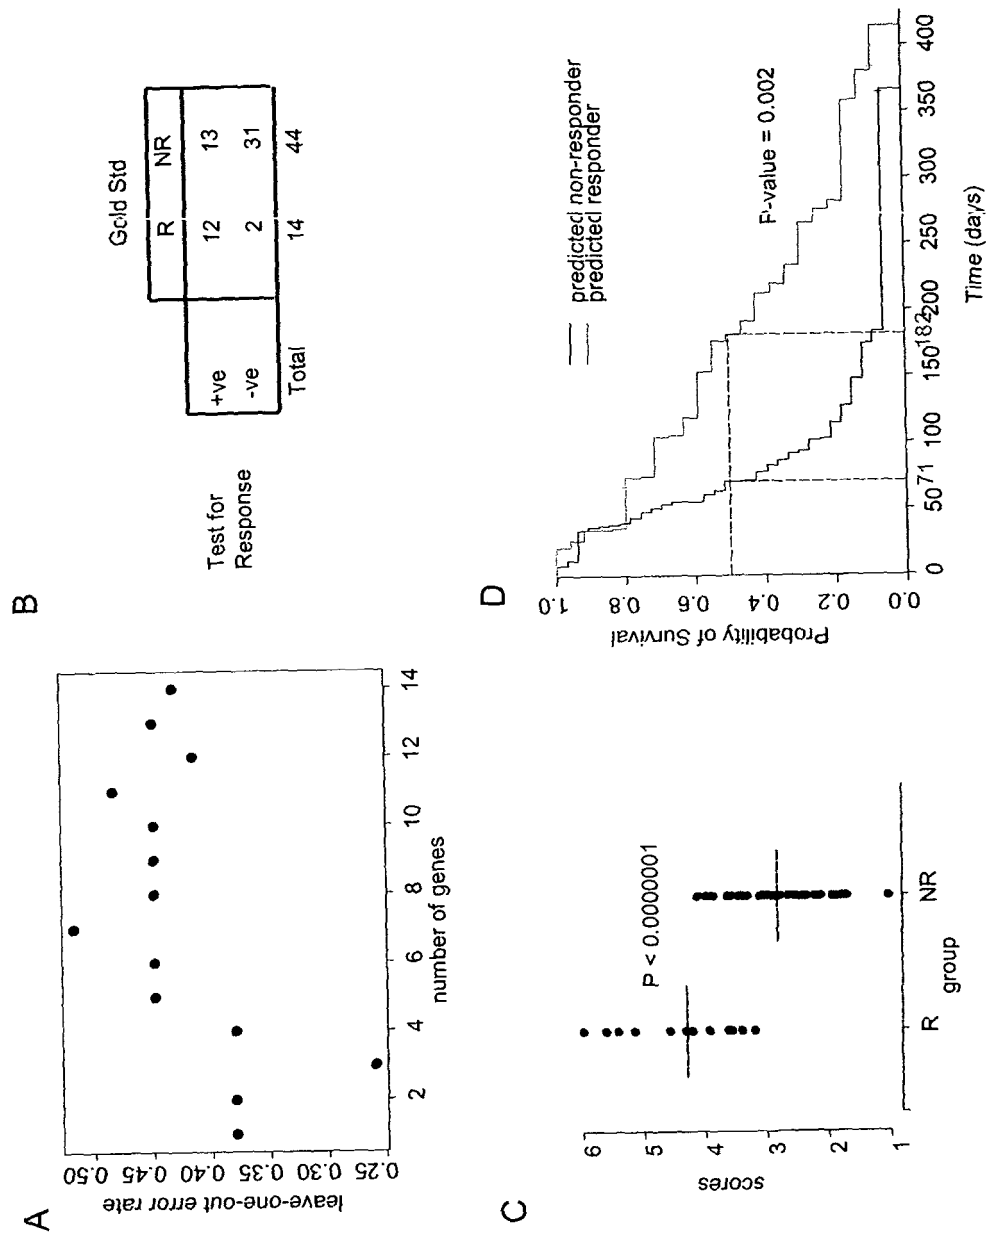 A
leave-one-out error rate
0.50
0.45
0.40
0.35
0.30
0.25
2
4
6
8
10
12
14
number of genes
B
Gold Std
R NR
Test for
Response
+ve 12 13
-ve 2 31
Total 14 44
C
scores
6
5
4
3
2
1
P < 0.0000001
R NR
group
D
Probability of Survival
1.0
0.8
0.6
0.4
0.2
0.0
predicted non-responder
predicted responder
P-value = 0.002
0 50 71 100 150 182 200 250 300 350 400
Time (days)